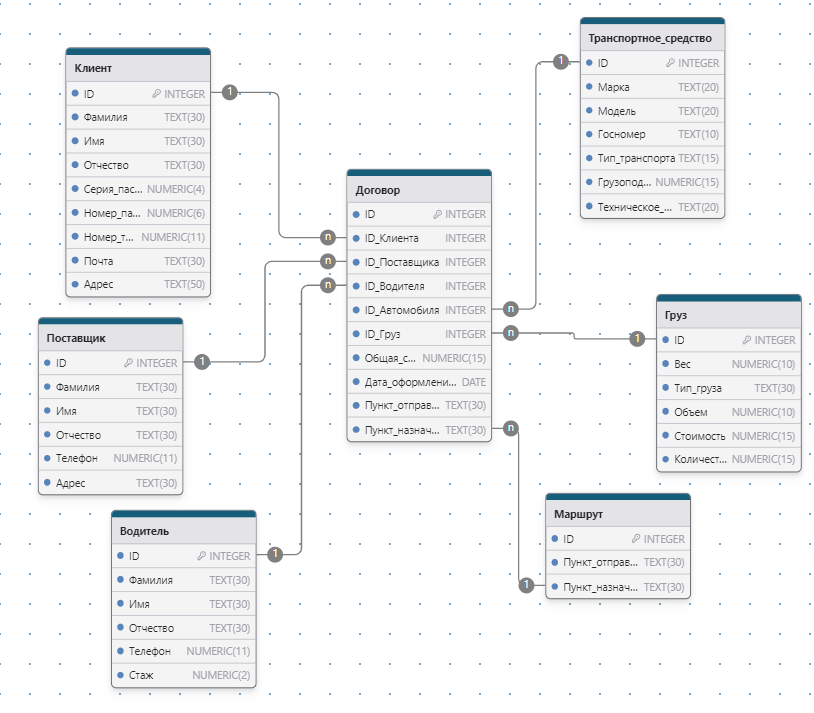 Клиент
ID INTEGER
Фамилия TEXT(30)
Имя TEXT(30)
Отчество TEXT(30)
Серия_пас... NUMERIC(4)
Номер_па... NUMERIC(6)
Номер_т... NUMERIC(11)
Почта TEXT(30)
Адрес TEXT(50)
1
n
Поставщик
ID INTEGER
Фамилия TEXT(30)
Имя TEXT(30)
Отчество TEXT(30)
Телефон NUMERIC(11)
Адрес TEXT(30)
1
n
Водитель
ID INTEGER
Фамилия TEXT(30)
Имя TEXT(30)
Отчество TEXT(30)
Телефон NUMERIC(11)
Стаж NUMERIC(2)
1
n
Договор
ID INTEGER
ID_Клиента INTEGER
ID_Поставщика INTEGER
ID_Водителя INTEGER
ID_Автомобиля INTEGER
ID_Груз INTEGER
Общая_с... NUMERIC(15)
Дата_оформлени... DATE
Пункт_отправ... TEXT(30)
Пункт_назнач... TEXT(30)
n
n
n
Транспортное_средство
1
ID INTEGER
Марка TEXT(20)
Модель TEXT(20)
Госномер TEXT(10)
Тип_транспорта TEXT(15)
Грузопод... NUMERIC(15)
Техническое_... TEXT(20)
Груз
1
ID INTEGER
Вес NUMERIC(10)
Тип_груза TEXT(30)
Объем NUMERIC(10)
Стоимость NUMERIC(15)
Количест... NUMERIC(15)
Маршрут
ID INTEGER
Пункт_отправ... TEXT(30)
1
Пункт_назнач... TEXT(30)